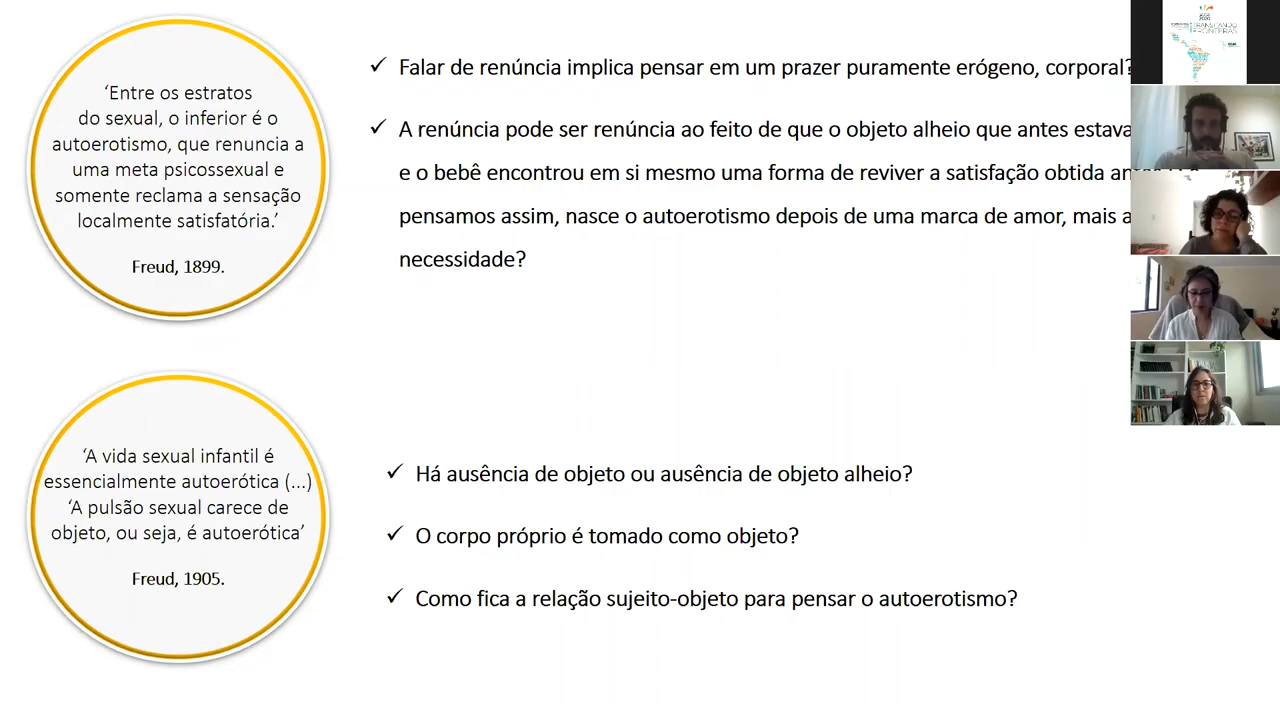 ‘Entre os estratos
do sexual, o inferior é o
autoerotismo, que renuncia a
uma meta psicossexual e
somente reclama a sensação
localmente satisfatória.’
Freud, 1899.
✓ Falar de renúncia implica pensar em um prazer puramente erógeno, corporal?
✓ A renúncia pode ser renúncia ao feito de que o objeto alheio que antes estava
e o bebê encontrou em si mesmo uma forma de reviver a satisfação obtida
pensamos assim, nasce o autoerotismo depois de uma marca de amor, mais
necessidade?
‘A vida sexual infantil é
essencialmente autoerótica (...)
‘A pulsão sexual carece de
objeto, ou seja, é autoerótica’
Freud, 1905.
✓ Há ausência de objeto ou ausência de objeto alheio?
✓ O corpo próprio é tomado como objeto?
✓ Como fica a relação sujeito-objeto para pensar o autoerotismo?
TRANSITANDO
FRONTEIRAS